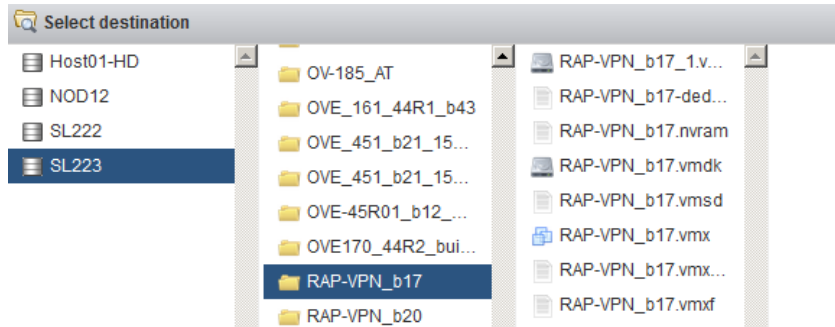 Select destination
Host01-HD
NOD12
SL222
SL223
OV-185_AT
OVE_161_44R1_b43
OVE_451_b21_15...
OVE_451_b21_15...
OVE-45R01_b12_...
OVE170_44R2_bui...
RAP-VPN_b17
RAP-VPN_b20
RAP-VPN_b17_1.v...
RAP-VPN_b17-ded...
RAP-VPN_b17.nvram
RAP-VPN_b17.vmdk
RAP-VPN_b17.vmsd
RAP-VPN_b17.vmx
RAP-VPN_b17.vmx...
RAP-VPN_b17.vmxf